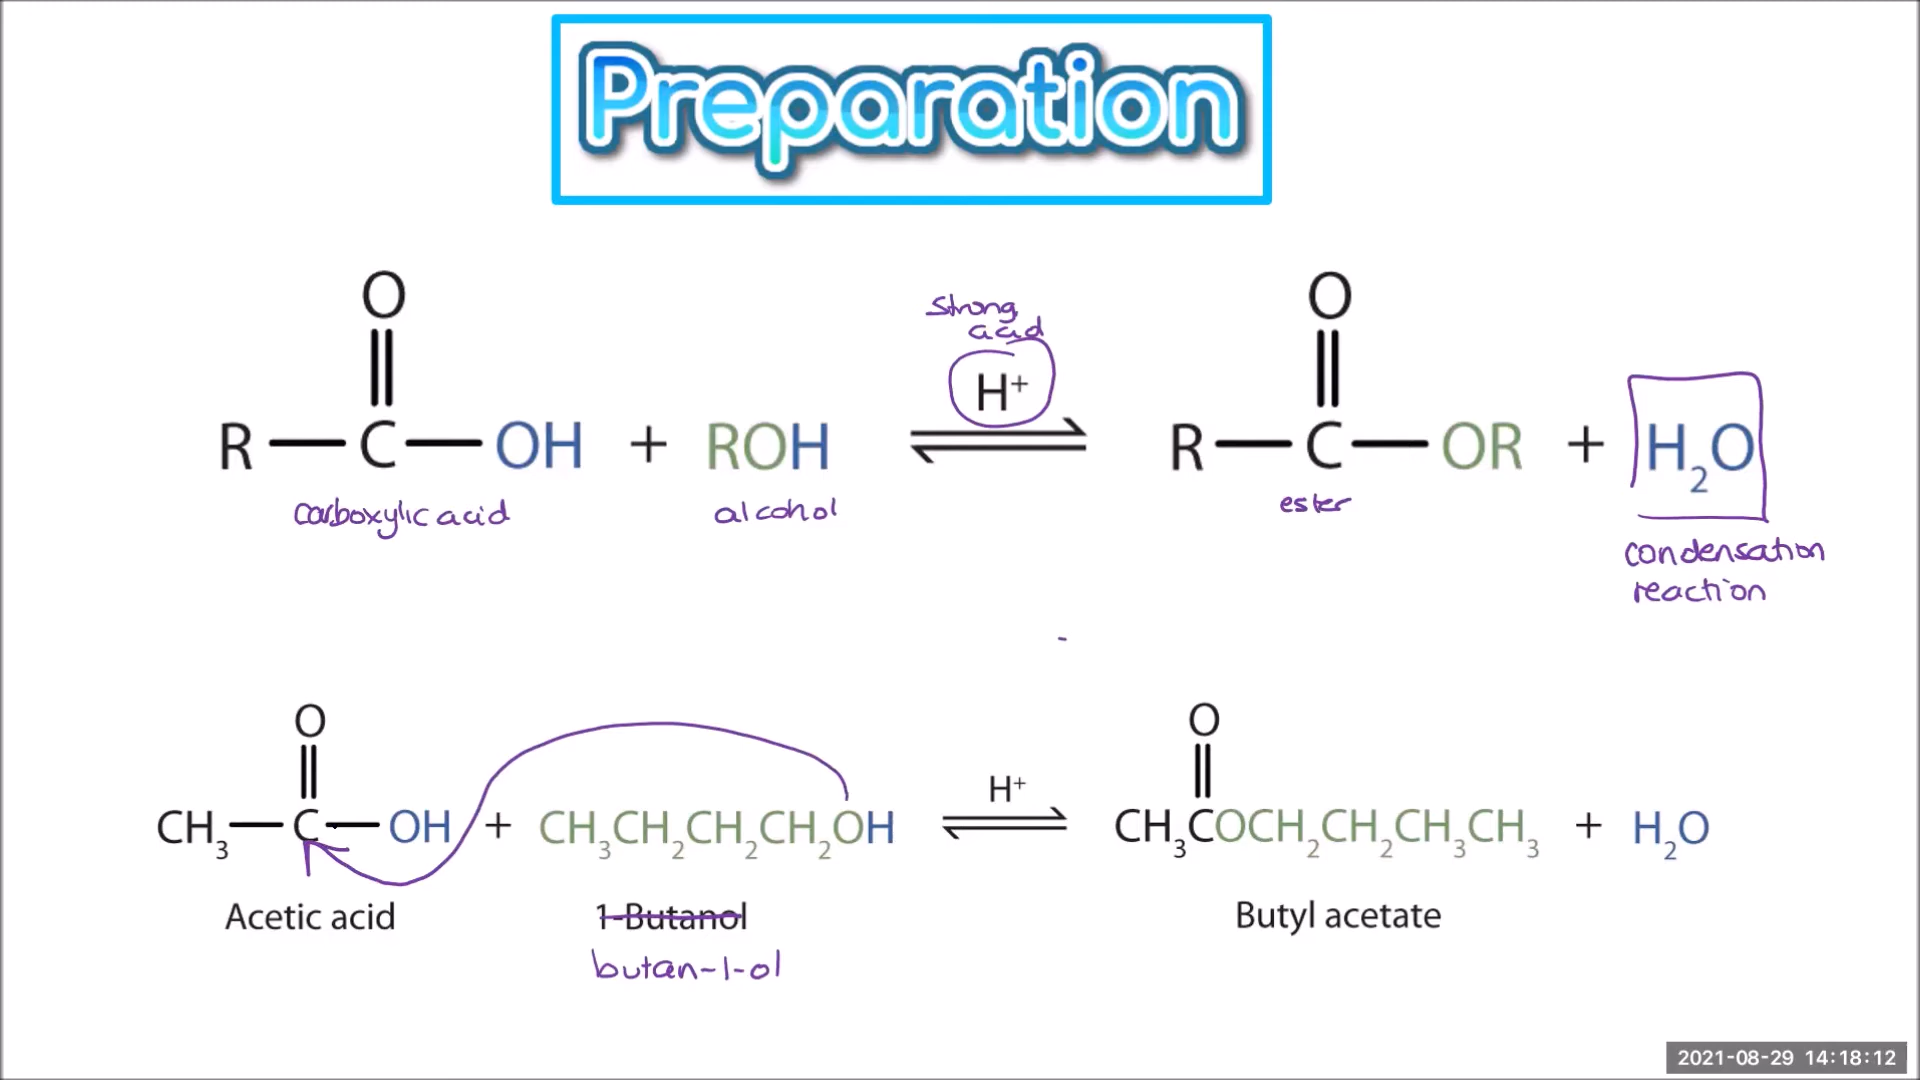 Preparation
O
strong
acid
H⁺
O
R—C—OH + ROH ⇌ R—C—OR + H₂O
carboxylic acid alcohol ester
condensation
reaction
O
O
H⁺
CH₃—C—OH + CH₃CH₂CH₂CH₂OH ⇌ CH₃COCH₂CH₂CH₃CH₃ + H₂O
Acetic acid 1-Butanol Butyl acetate
butan-1-ol
2021-08-29 14:18:12